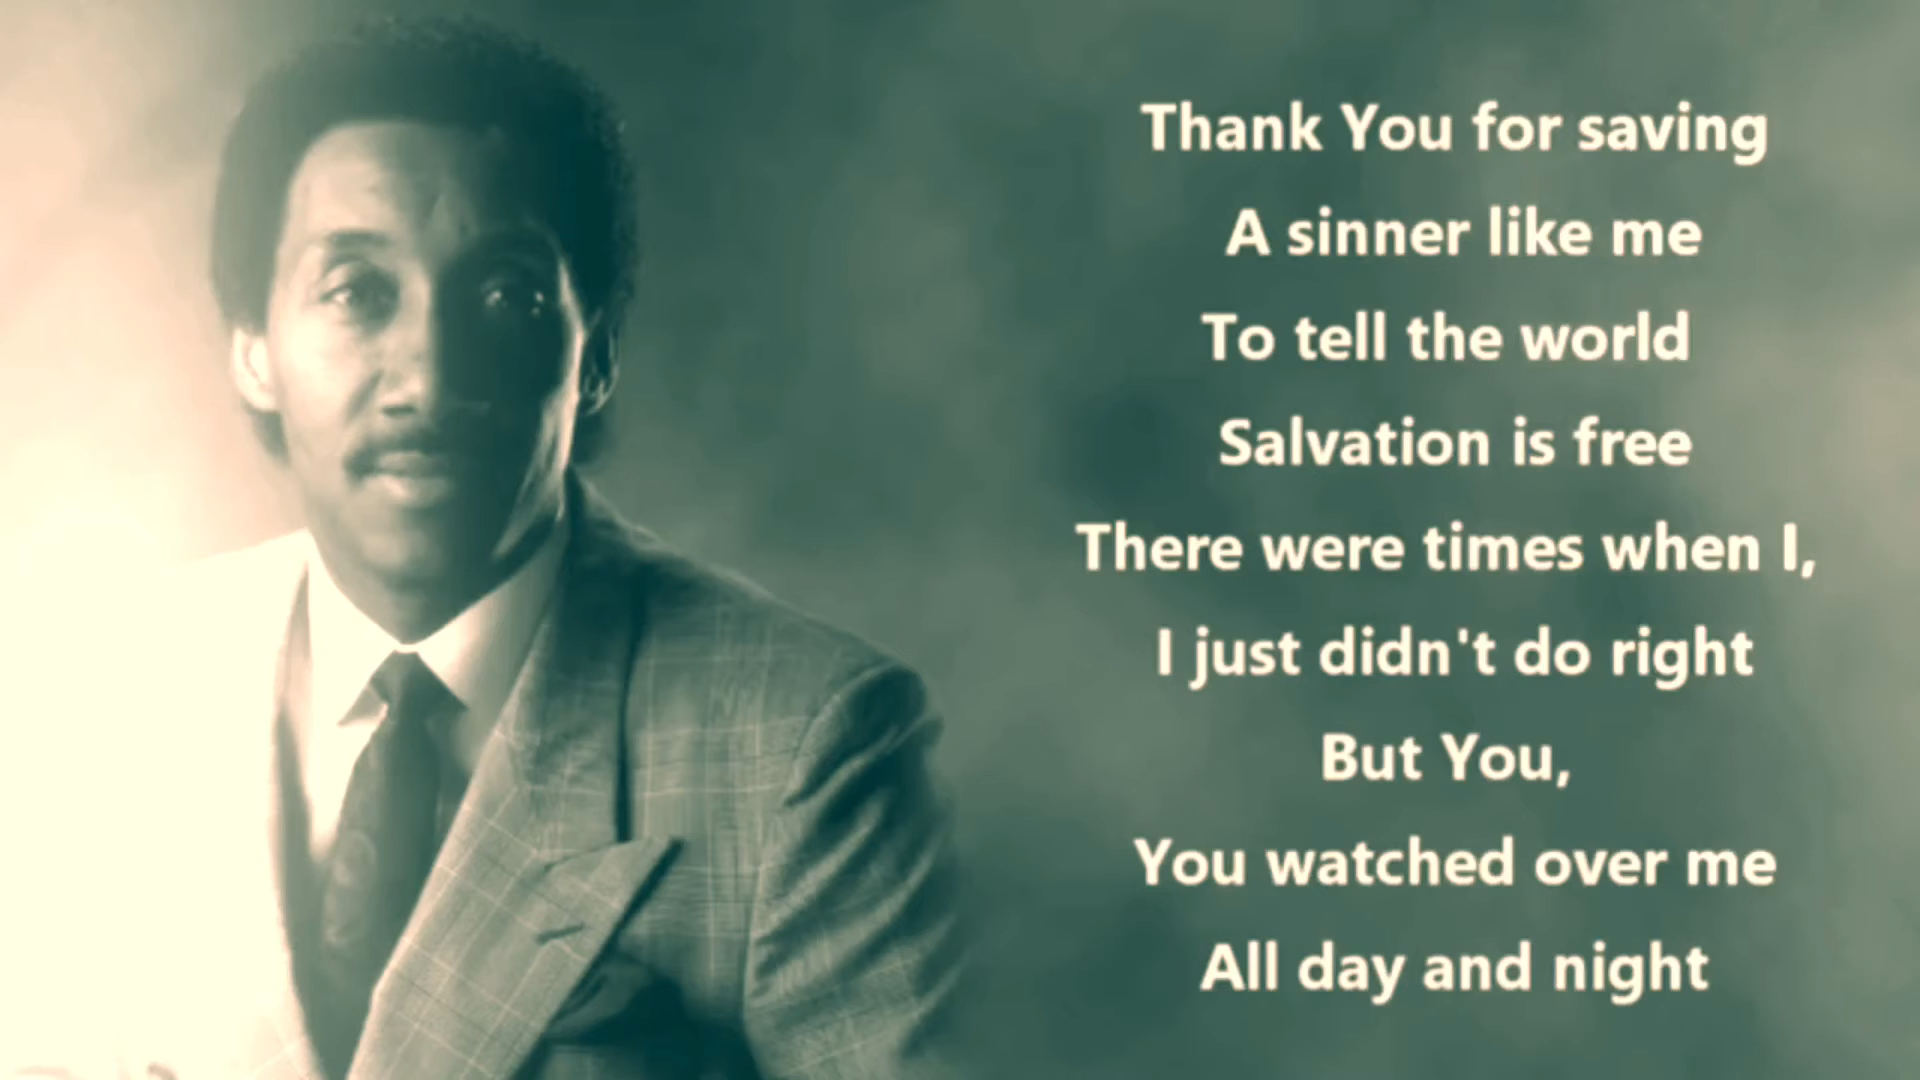 Thank You for saving
A sinner like me
To tell the world
Salvation is free
There were times when I,
I just didn't do right
But You,
You watched over me
All day and night